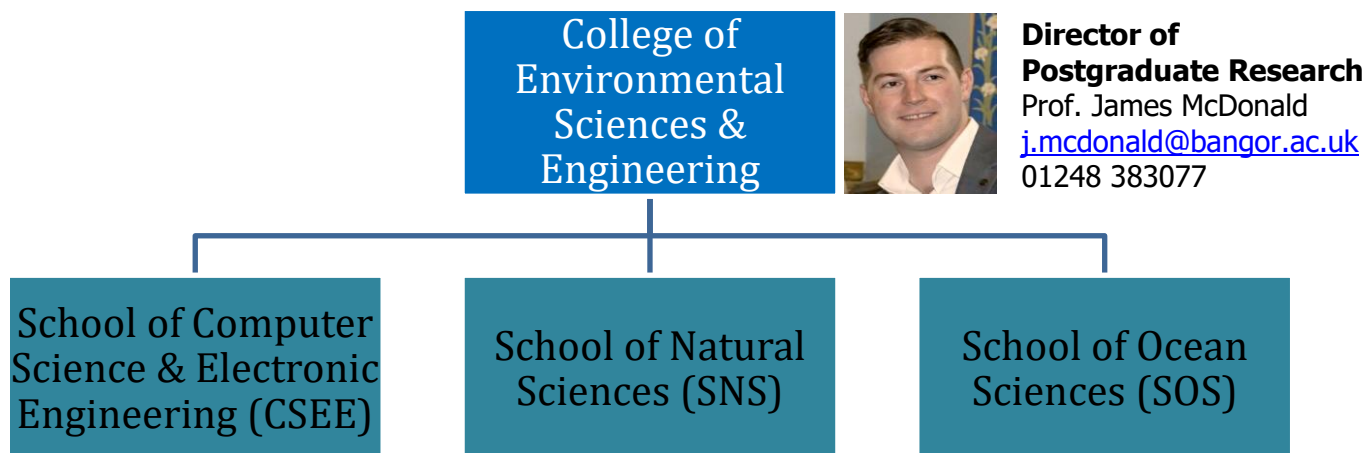 College of
Environmental
Sciences &
Engineering
Director of
Postgraduate Research
Prof. James McDonald
j.mcdonald@bangor.ac.uk
01248 383077
School of Computer
Science & Electronic
Engineering (CSEE)
School of Natural
Sciences (SNS)
School of Ocean
Sciences (SOS)